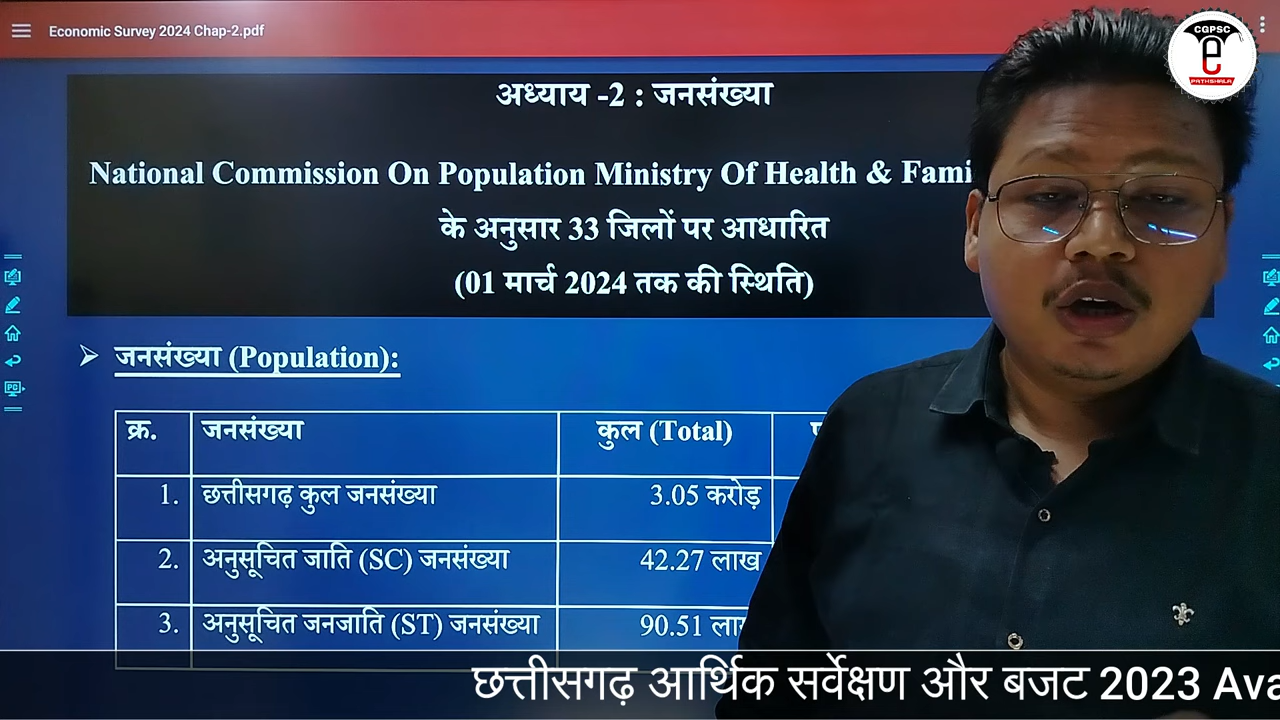 Economic Survey 2024 Chap-2.pdf
CGPSC
e
PATHSHALA
अध्याय -2 : जनसंख्या
National Commission On Population Ministry Of Health &
के अनुसार 33 जिलों पर आधारित
(01 मार्च 2024 तक की स्थिति)
जनसंख्या (Population):
क्र. जनसंख्या कुल (Total)
1. छत्तीसगढ़ कुल जनसंख्या 3.05 करोड़
2. अनुसूचित जाति (SC) जनसंख्या 42.27 लाख
3. अनुसूचित जनजाति (ST) जनसंख्या 90.51
छत्तीसगढ़ आर्थिक सर्वेक्षण और बजट 2023